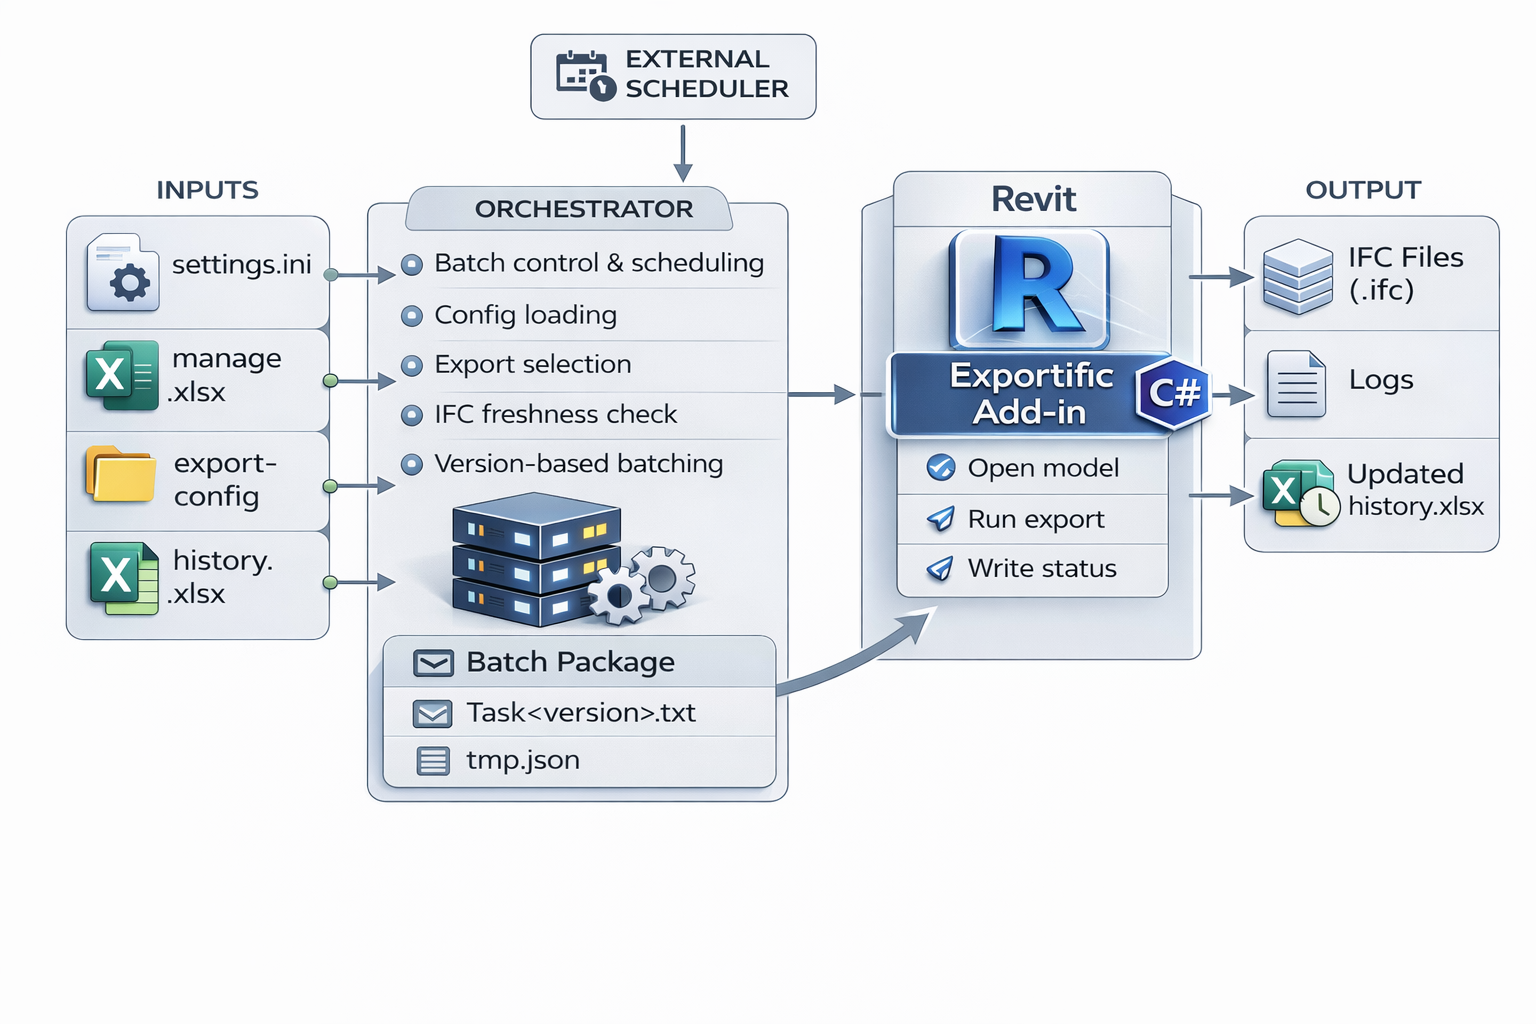 EXTERNAL
SCHEDULER
INPUTS
settings.ini
manage
.xlsx
export-
config
history.
.xlsx
ORCHESTRATOR
Batch control & scheduling
Config loading
Export selection
IFC freshness check
Version-based batching
Batch Package
Task<version>.txt
tmp.json
Revit
R
Exportific
Add-in
C#
Open model
Run export
Write status
OUTPUT
IFC Files
(.ifc)
Logs
Updated
history.xlsx
X
X
X